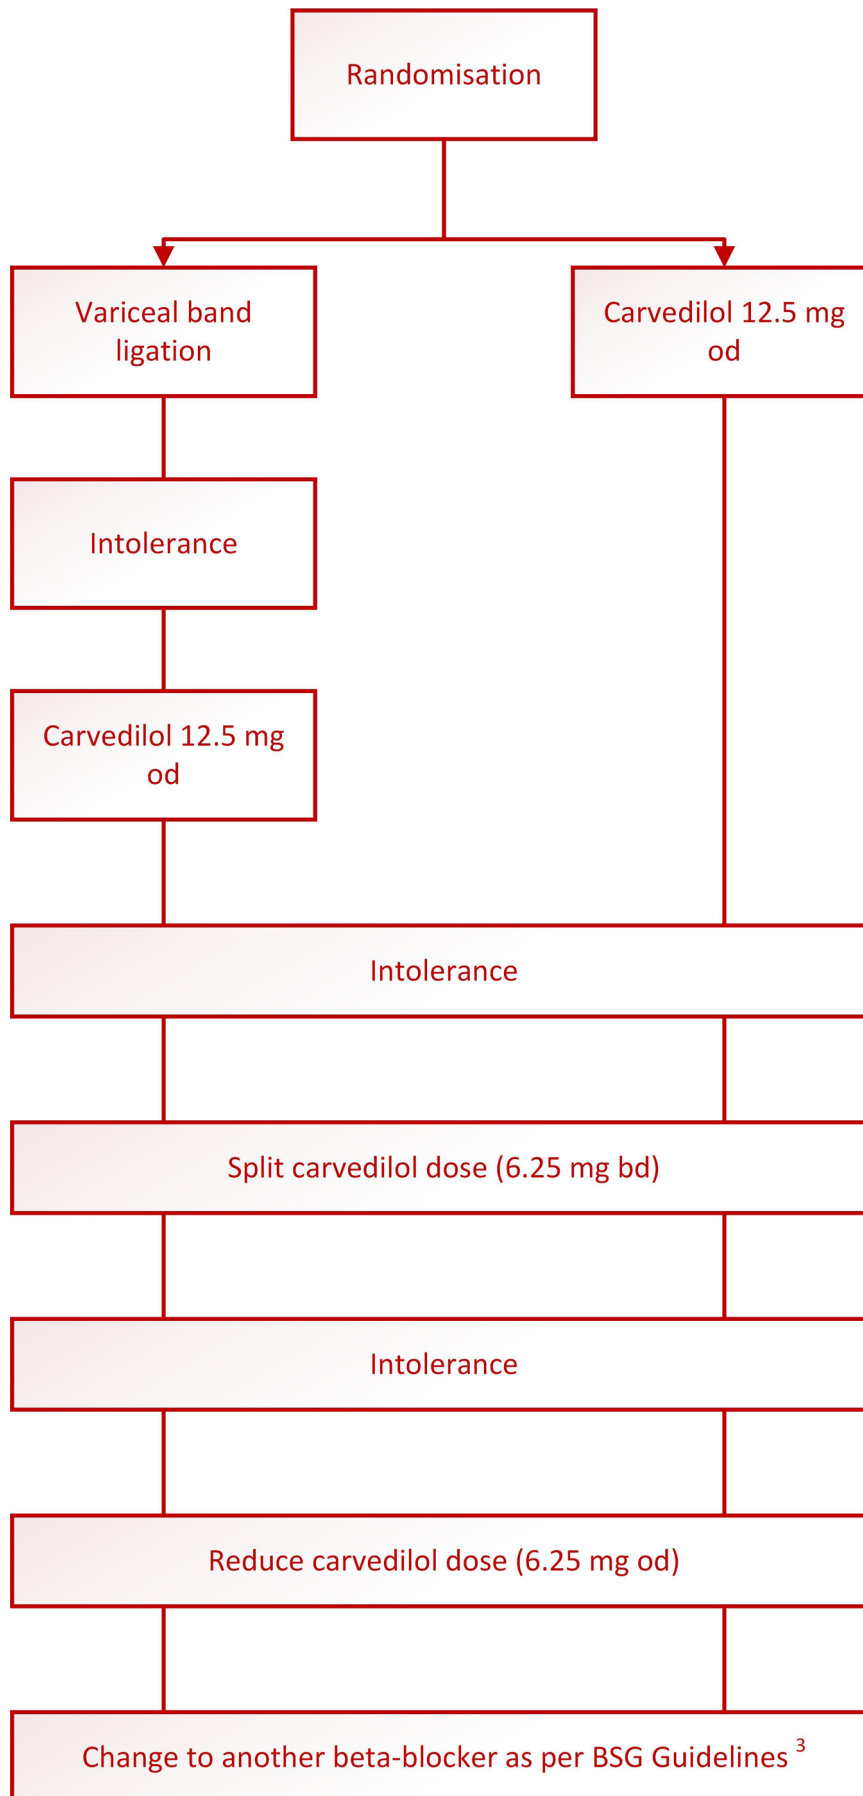 Randomisation
Variceal band
ligation
Carvedilol 12.5 mg
od
Intolerance
Carvedilol 12.5 mg
od
Intolerance
Split carvedilol dose (6.25 mg bd)
Intolerance
Reduce carvedilol dose (6.25 mg od)
Change to another beta-blocker as per BSG Guidelines 3